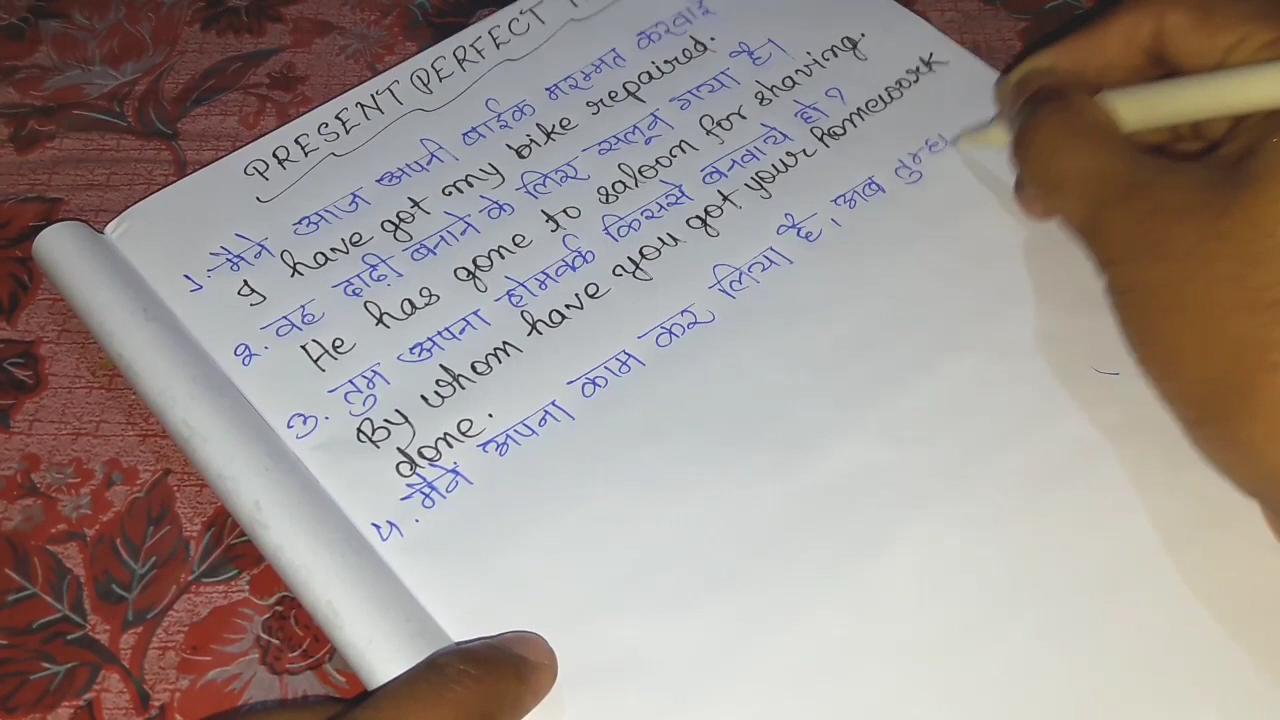 PRESENT PERFECT
1. मैने आज अपनी बाईक मरम्मत करवाई
I have got my bike repaired.
2. वह दाढ़ी बनाने के लिए सलून गया है।
He has gone to saloon for shaving.
3. तुम अपना होमवर्क किससे बनवाये हो?
By whom have you got your homework
done.
4. मैने अपना काम कर लिया है, अब तुम्हा